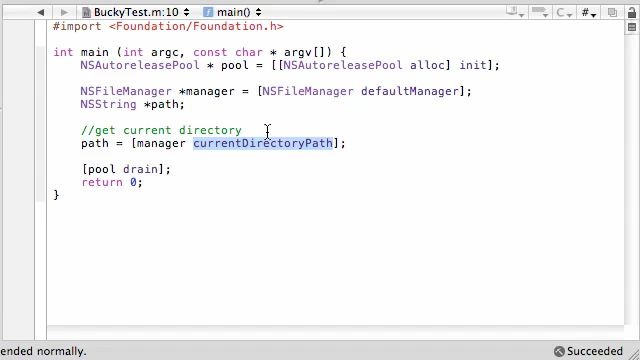 BuckyTest.m:10 main() C #
#import <Foundation/Foundation.h>
int main (int argc, const char * argv[]) {
NSAutoreleasePool * pool = [[NSAutoreleasePool alloc] init];
NSFileManager *manager = [NSFileManager defaultManager];
NSString *path;
//get current directory
path = [manager currentDirectoryPath];
[pool drain];
return 0;
}
ended normally. Succeeded